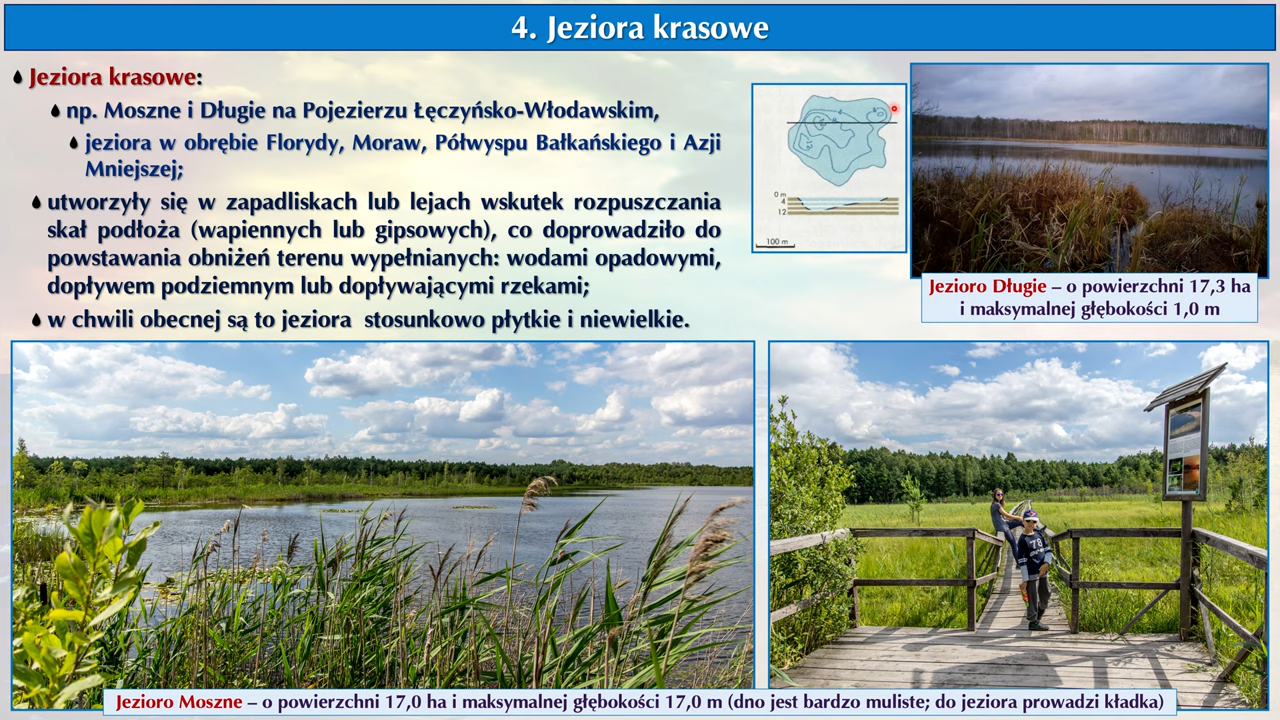 4. Jeziora krasowe
Jeziora krasowe:
np. Moszne i Długie na Pojezierzu Łęczyńsko-Włodawskim,
jeziora w obrębie Florydy, Moraw, Półwyspu Bałkańskiego i Azji
Mniejszej;
utworzyły się w zapadliskach lub lejach wskutek rozpuszczania
skał podłoża (wapiennych lub gipsowych), co doprowadziło do
powstawania obniżeń terenu wypełnianych: wodami opadowymi,
dopływem podziemnym lub dopływającymi rzekami;
w chwili obecnej są to jeziora stosunkowo płytkie i niewielkie.
0 m
4
12
100 m
Jezioro Długie – o powierzchni 17,3 ha
i maksymalnej głębokości 1,0 m
Jezioro Moszne – o powierzchni 17,0 ha i maksymalnej głębokości 17,0 m (dno jest bardzo muliste; do jeziora prowadzi kładka)